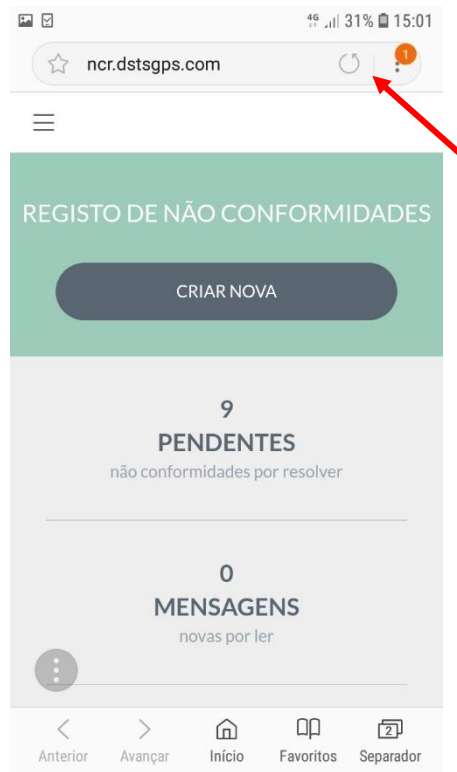 4G 31% 15:01
ncr.dstsgps.com
1
REGISTO DE NÃO CONFORMIDADES
CRIAR NOVA
9
PENDENTES
não conformidades por resolver
0
MENSAGENS
novas por ler
2
Anterior Avançar Início Favoritos Separador